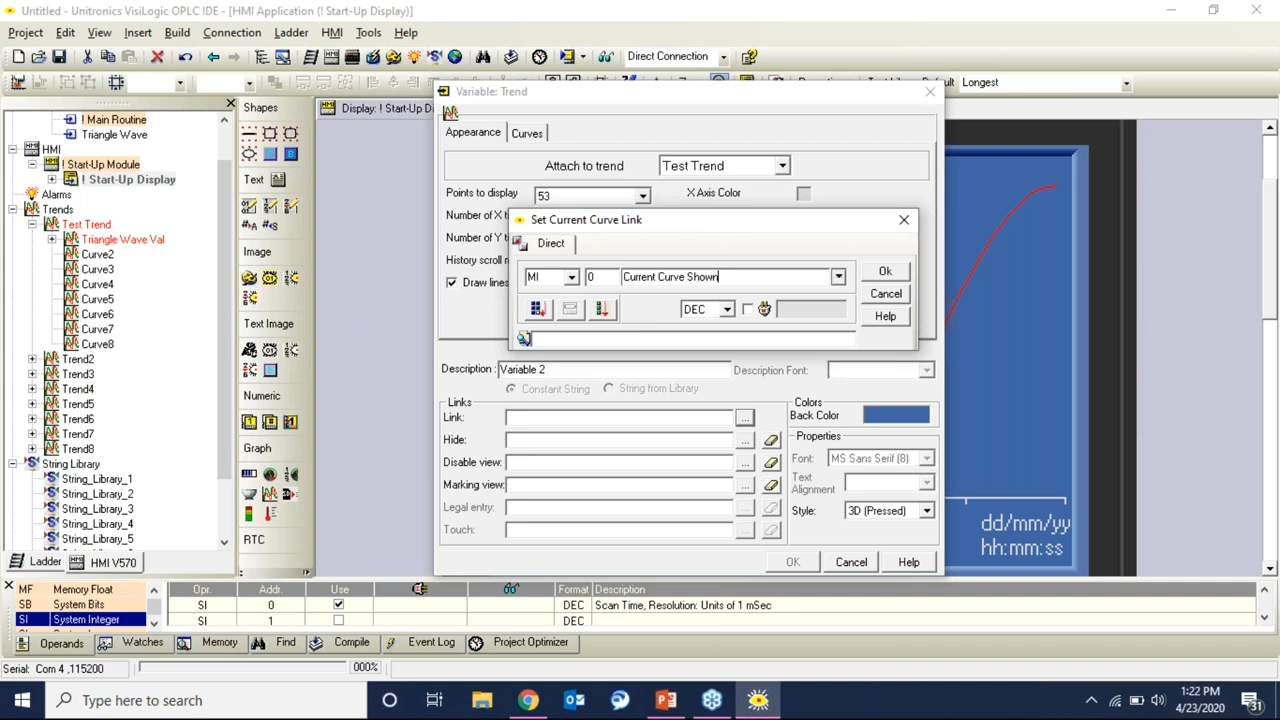 Untitled - Unitronics VisiLogic OPLC IDE - [HMI Application (! Start-Up Display)]
Project Edit View Insert Build Connection Ladder HMI Tools Help
Direct Connection
Longest
! Main Routine
Triangle Wave
HMI
! Start-Up Module
! Start-Up Display
Alarms
Trends
Test Trend
Triangle Wave Val
Curve2
Curve3
Curve4
Curve5
Curve6
Curve7
Curve8
Trend2
Trend3
Trend4
Trend5
Trend6
Trend7
Trend8
String Library
String_Library_1
String_Library_2
String_Library_3
String_Library_4
String_Library_5
Ladder HMI V570
Shapes
Text
Image
Text Image
Numeric
Graph
RTC
Display: ! Start-Up D
Variable: Trend
Appearance Curves
Attach to trend Test Trend
Points to display 53 X Axis Color
Number of X t
Number of Y t
History scroll r
Draw lines
Set Current Curve Link
Direct
MI 0 Current Curve Shown
DEC
Ok
Cancel
Help
Description: Variable 2 Description Font:
Constant String String from Library
Links
Link: ...
Hide: ...
Disable view: ...
Marking view: ...
Legal entry: ...
Touch: ...
Colors
Back Color
Properties
Font: MS Sans Serif (8)
Text Alignment
Style: 3D (Pressed)
OK Cancel Help
dd/mm/yy
hh:mm:ss
MF Memory Float
SB System Bits
SI System Integer
Opr. Addr. Use Format Description
SI 0 DEC Scan Time, Resolution: Units of 1 mSec
SI 1 DEC
Operands Watches Memory Find Compile Event Log Project Optimizer
Serial: Com 4 ,115200 000%
Type here to search
1:22 PM
4/23/2020
31